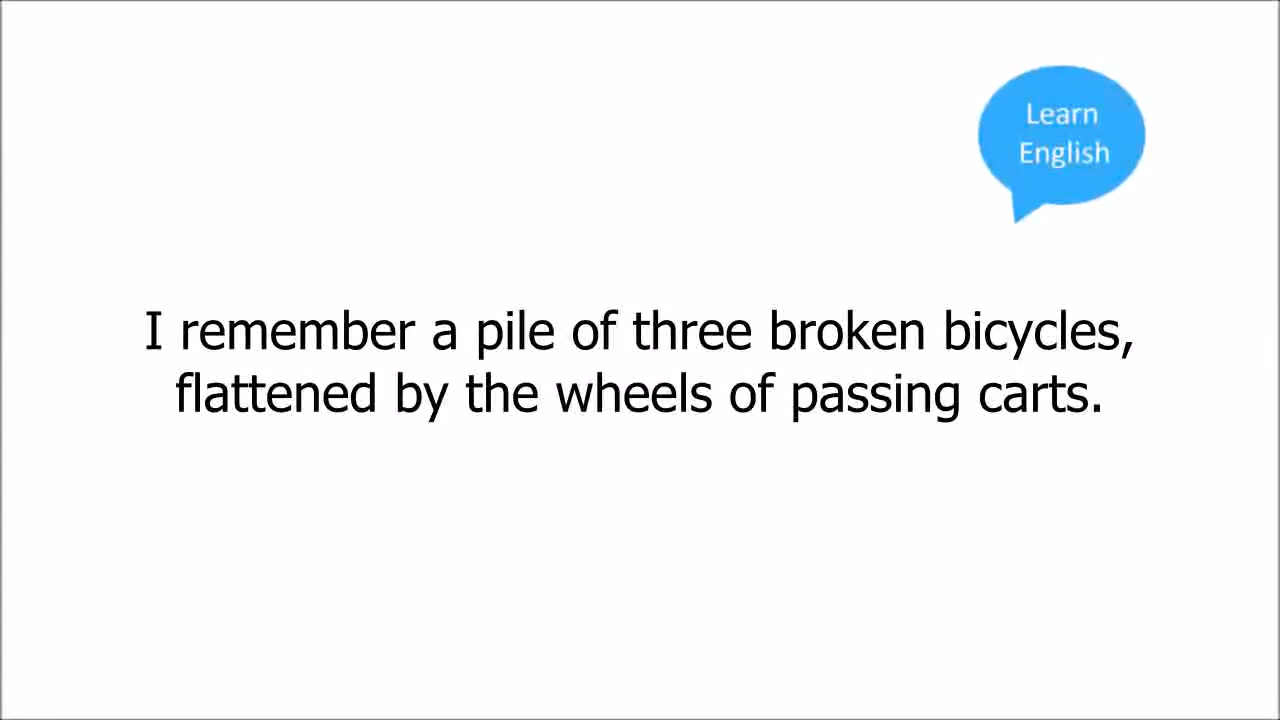 Learn
English
I remember a pile of three broken bicycles,
flattened by the wheels of passing carts.